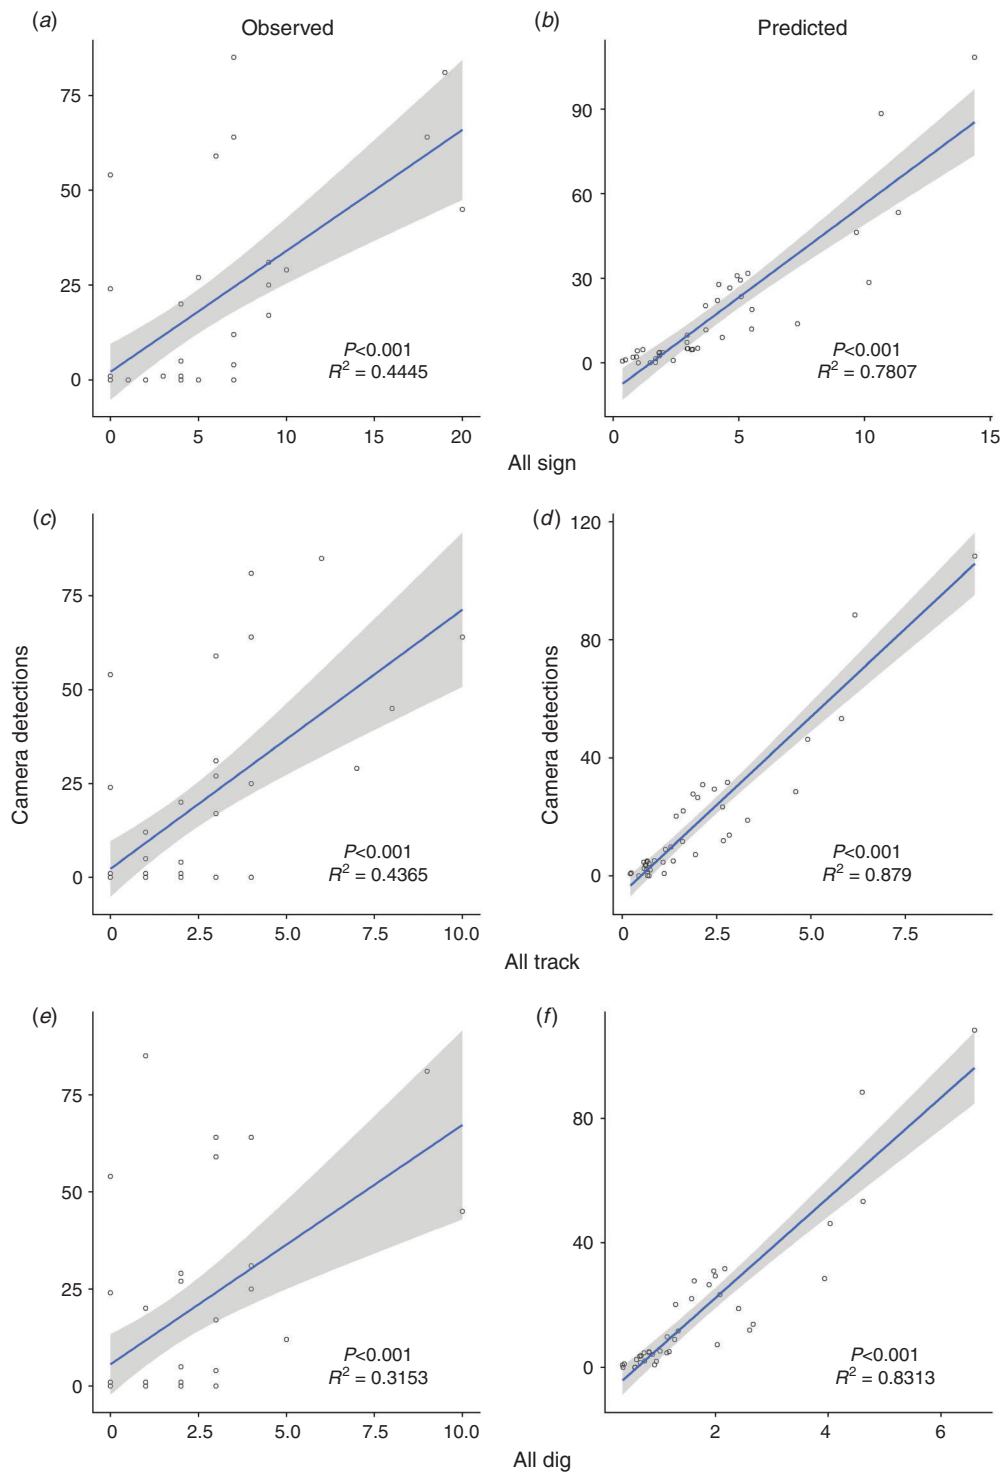 (a)
Observed
75
50
25
0
P<0.001
R² = 0.4445
0 5 10 15 20
(b)
Predicted
90
60
30
0
P<0.001
R² = 0.7807
0 5 10 15
All sign
Camera detections
(c)
75
50
25
0
P<0.001
R² = 0.4365
0 2.5 5.0 7.5 10.0
Camera detections
(d)
120
80
40
0
P<0.001
R² = 0.879
0 2.5 5.0 7.5
All track
(e)
75
50
25
0
P<0.001
R² = 0.3153
0 2.5 5.0 7.5 10.0
(f)
80
40
0
P<0.001
R² = 0.8313
2 4 6
All dig